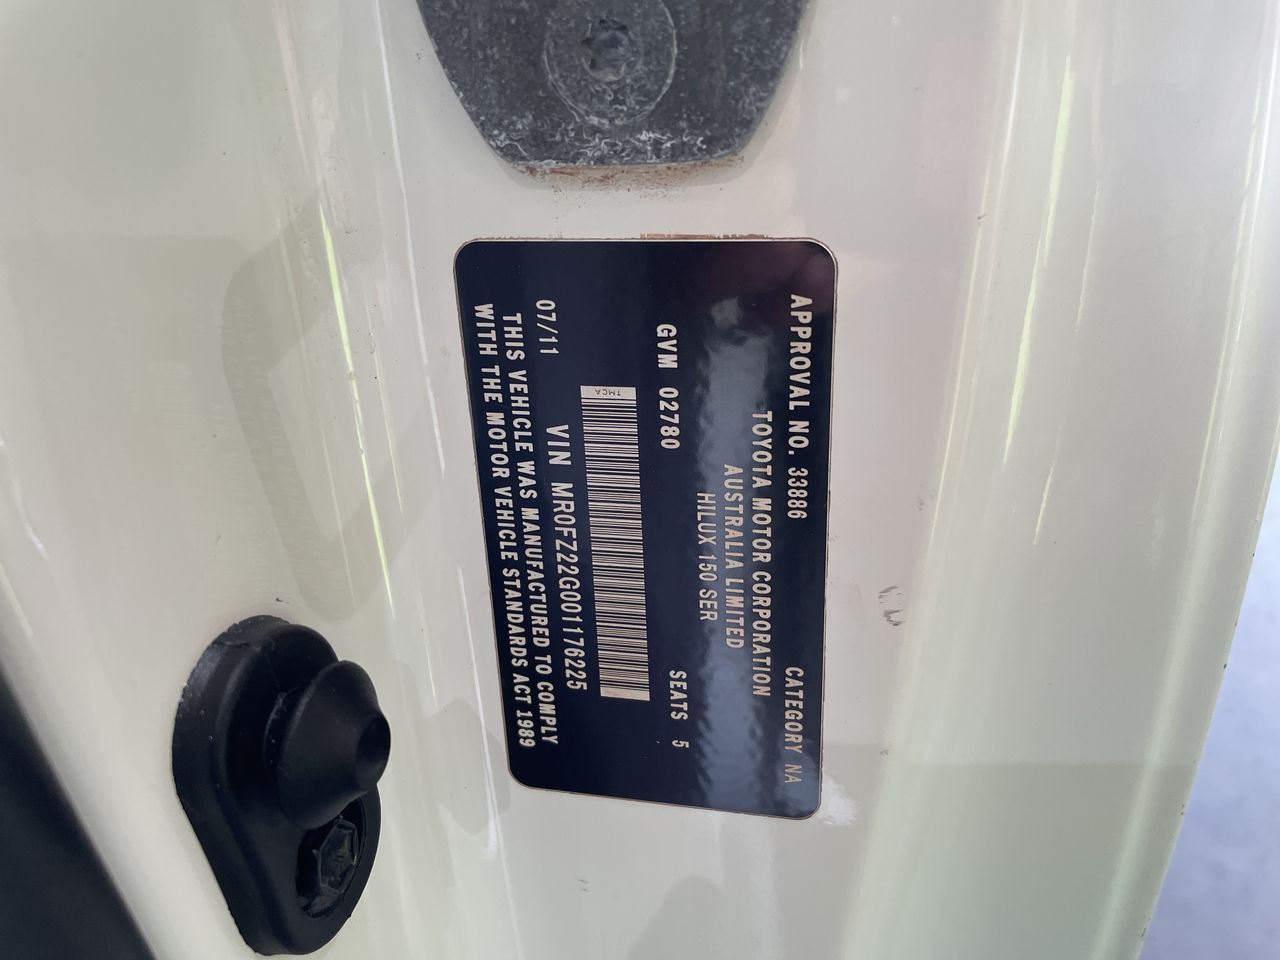 APPROVAL NO. 33886 CATEGORY NA
TOYOTA MOTOR CORPORATION
AUSTRALIA LIMITED
HILUX 150 SER
GVM 02780 SEATS 5
TMCA
07/11 VIN MR0FZ22G001176225
THIS VEHICLE WAS MANUFACTURED TO COMPLY
WITH THE MOTOR VEHICLE STANDARDS ACT 1989